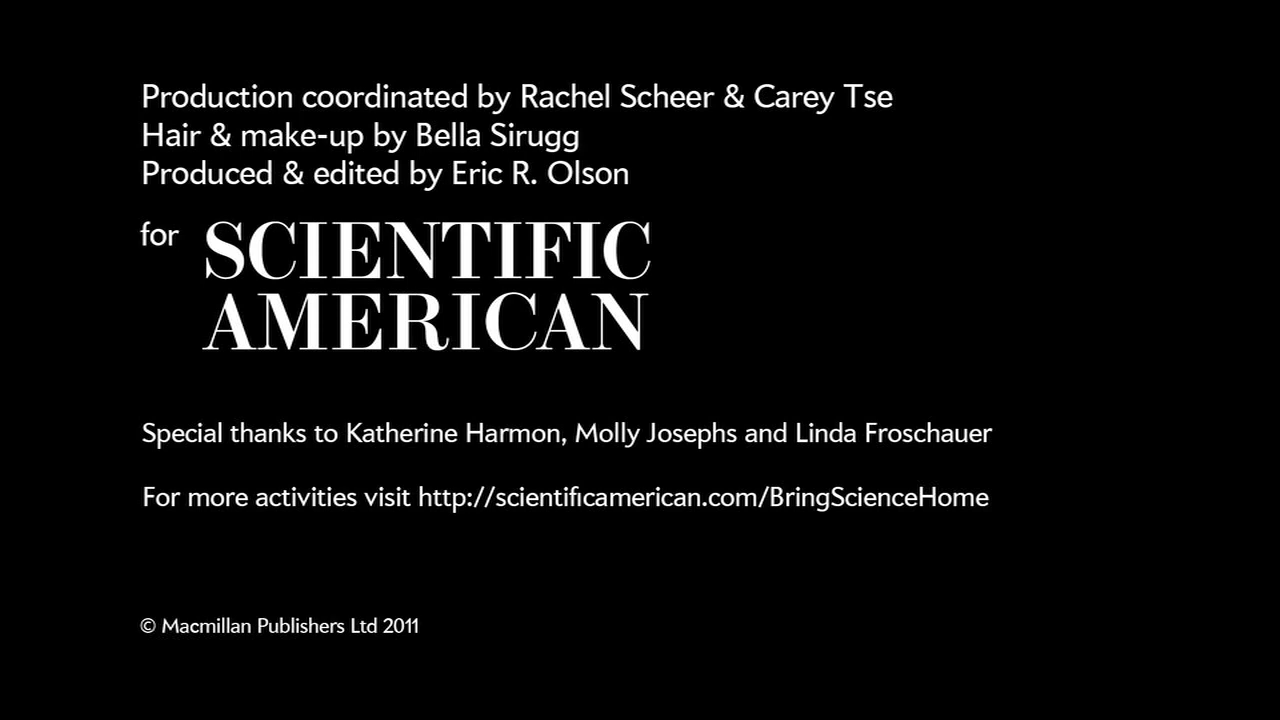 Production coordinated by Rachel Scheer & Carey Tse
Hair & make-up by Bella Sirugg
Produced & edited by Eric R. Olson
for SCIENTIFIC
AMERICAN
Special thanks to Katherine Harmon, Molly Josephs and Linda Froschauer
For more activities visit http://scientificamerican.com/BringScienceHome
© Macmillan Publishers Ltd 2011